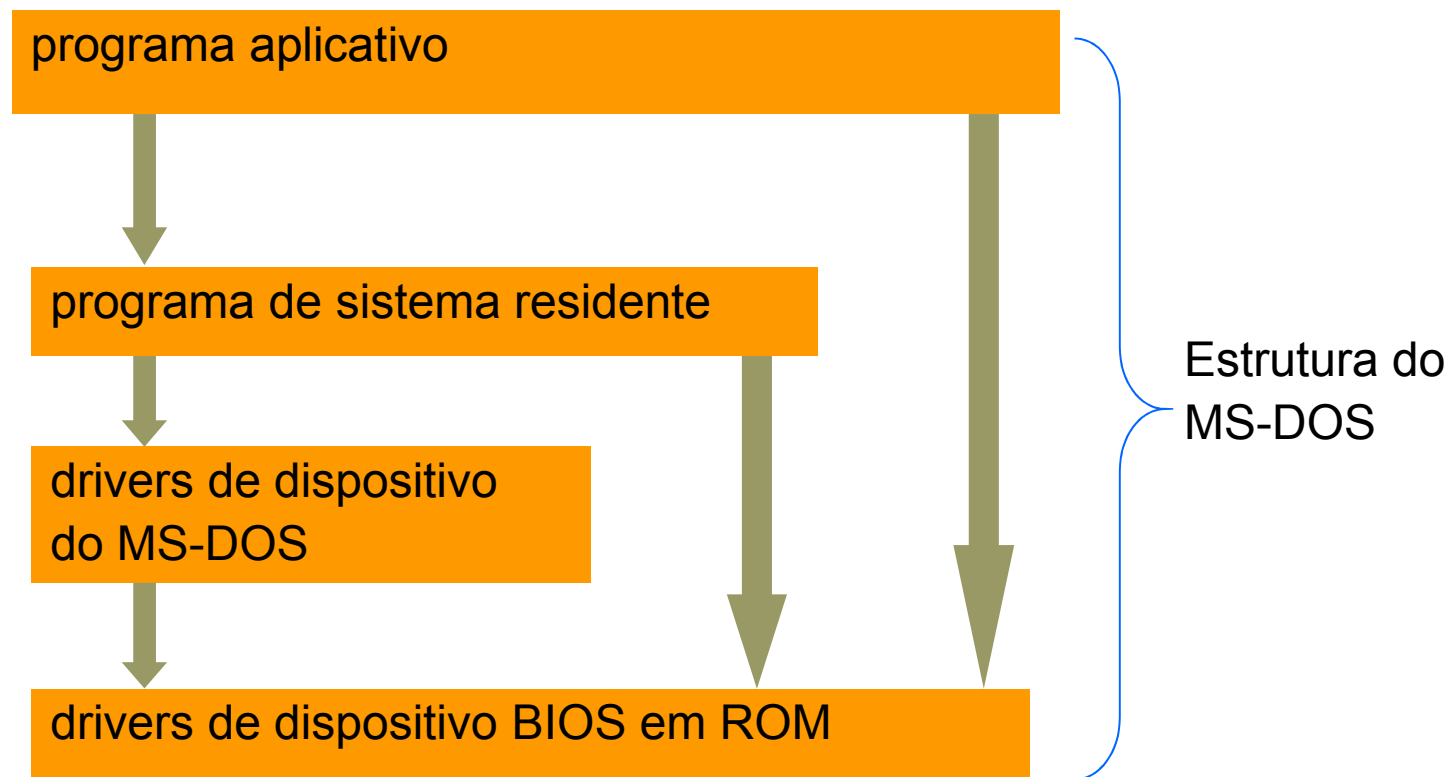 programa aplicativo
programa de sistema residente
drivers de dispositivo
do MS-DOS
drivers de dispositivo BIOS em ROM
Estrutura do
MS-DOS